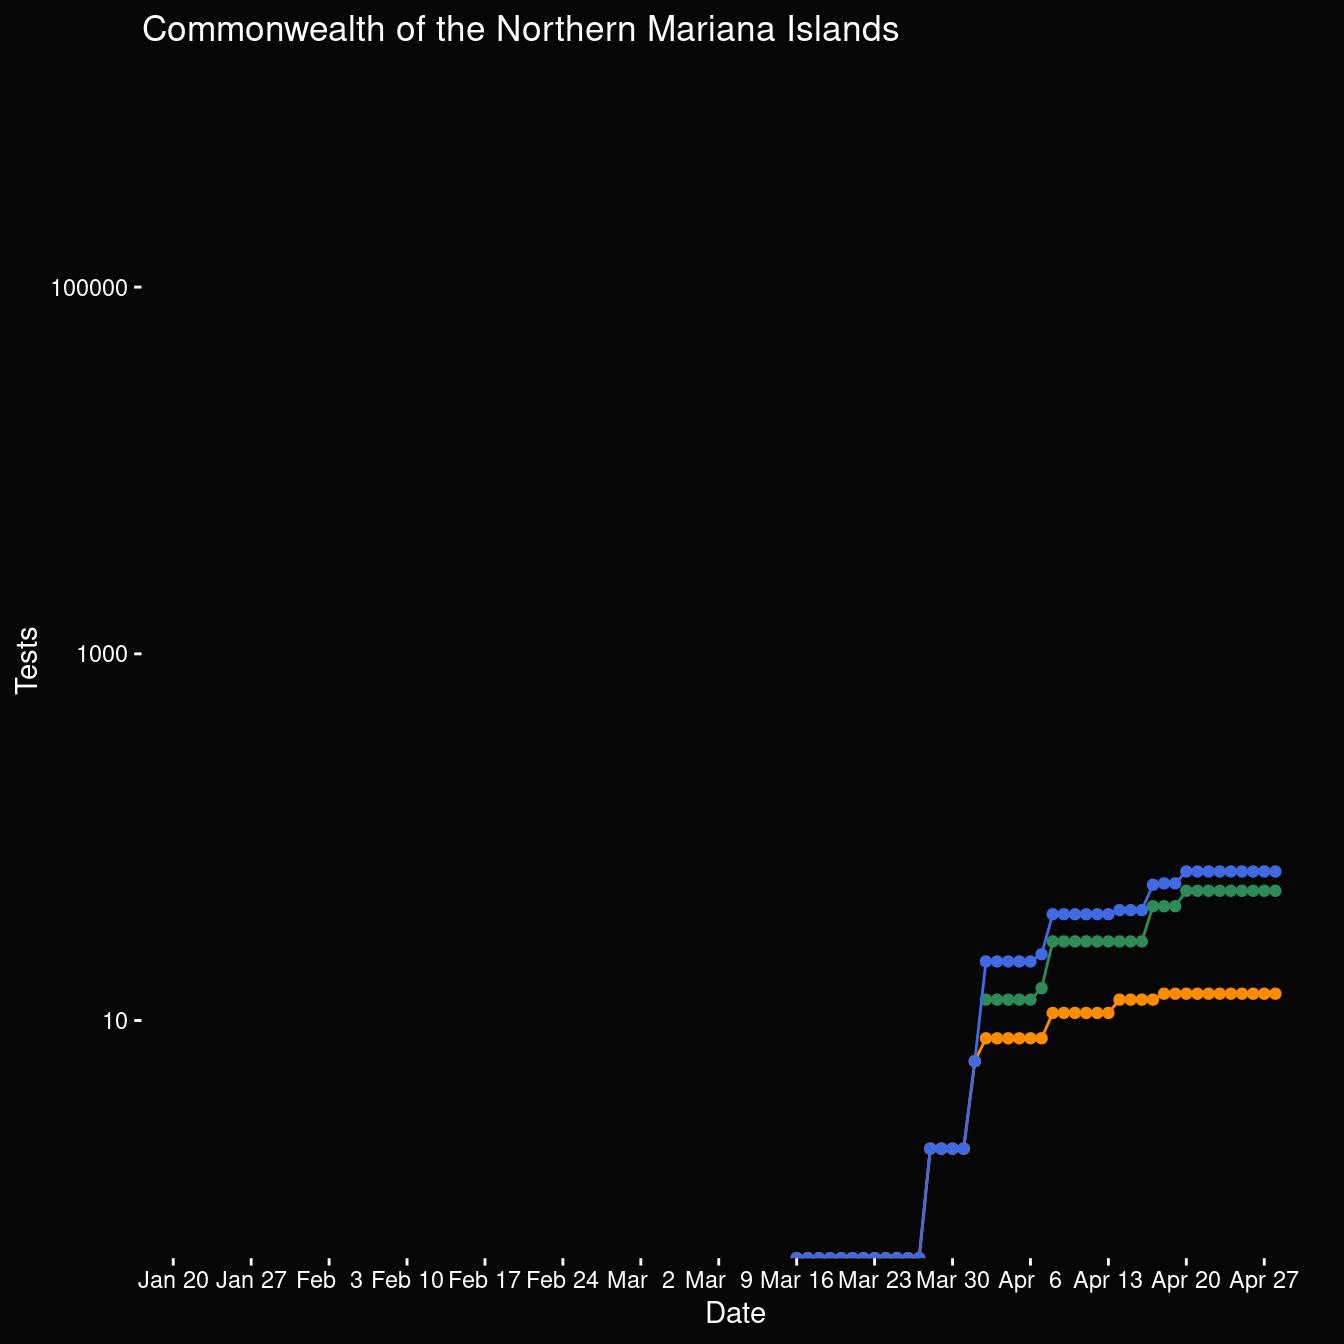 Commonwealth of the Northern Mariana Islands
100000
1000
10
Tests
Jan 20 Jan 27 Feb 3 Feb 10 Feb 17 Feb 24 Mar 2 Mar 9 Mar 16 Mar 23 Mar 30 Apr 6 Apr 13 Apr 20 Apr 27
Date